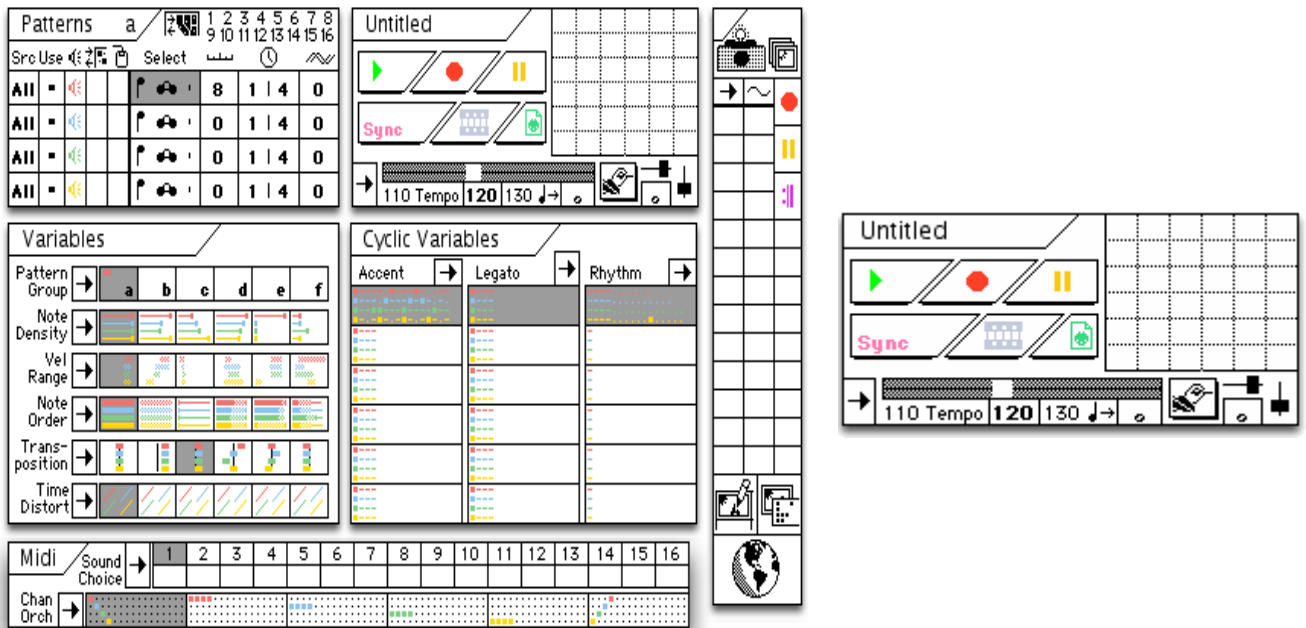 Patterns a 1 2 3 4 5 6 7 8
9 10 11 12 13 14 15 16
Src Use Select
All 8 1 | 4 0
All 0 1 | 4 0
All 0 1 | 4 0
All 0 1 | 4 0
Untitled
Sync
110 Tempo 120 130
Variables
Pattern
Group a b c d e f
Note
Density
Vel
Range
Note
Order
Trans-
position
Time
Distort
Cyclic Variables
Accent Legato Rhythm
Midi Sound
Choice
1 2 3 4 5 6 7 8 9 10 11 12 13 14 15 16
Chan
Orch
Untitled
Sync
110 Tempo 120 130